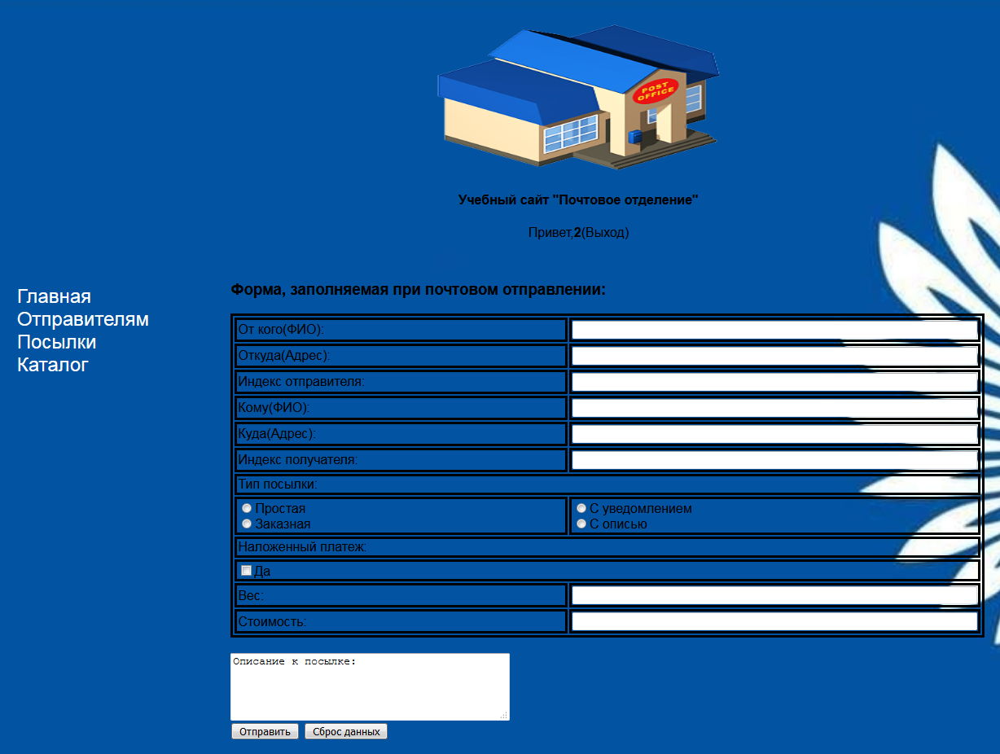 POST
OFFICE
Учебный сайт "Почтовое отделение"
Привет,2(Выход)
Главная
Отправителям
Посылки
Каталог
Форма, заполняемая при почтовом отправлении:
От кого(ФИО):
Откуда(Адрес):
Индекс отправителя:
Кому(ФИО):
Куда(Адрес):
Индекс получателя:
Тип посылки:
Простая
Заказная
С уведомлением
С описью
Наложенный платеж:
Да
Вес:
Стоимость:
Описание к посылке:
Отправить Сброс данных